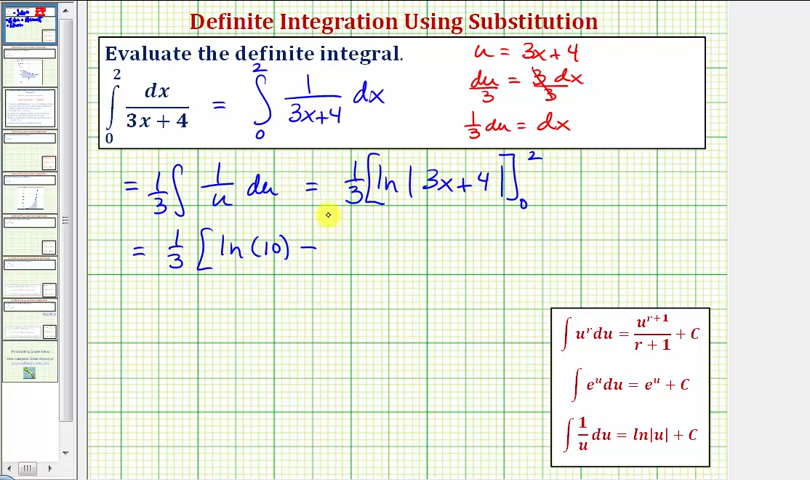 Definite Integration Using Substitution
Evaluate the definite integral.
∫₀² dx/(3x + 4) = ∫₀² 1/(3x+4) dx
u = 3x + 4
du/3 = 3 dx/3
1/3 du = dx
= 1/3 ∫ 1/u du = 1/3 [ln |3x + 4|]₀²
= 1/3 [ ln (10) −
∫ uʳ du = uʳ⁺¹/(r + 1) + C
∫ eᵘ du = eᵘ + C
∫ 1/u du = ln|u| + C